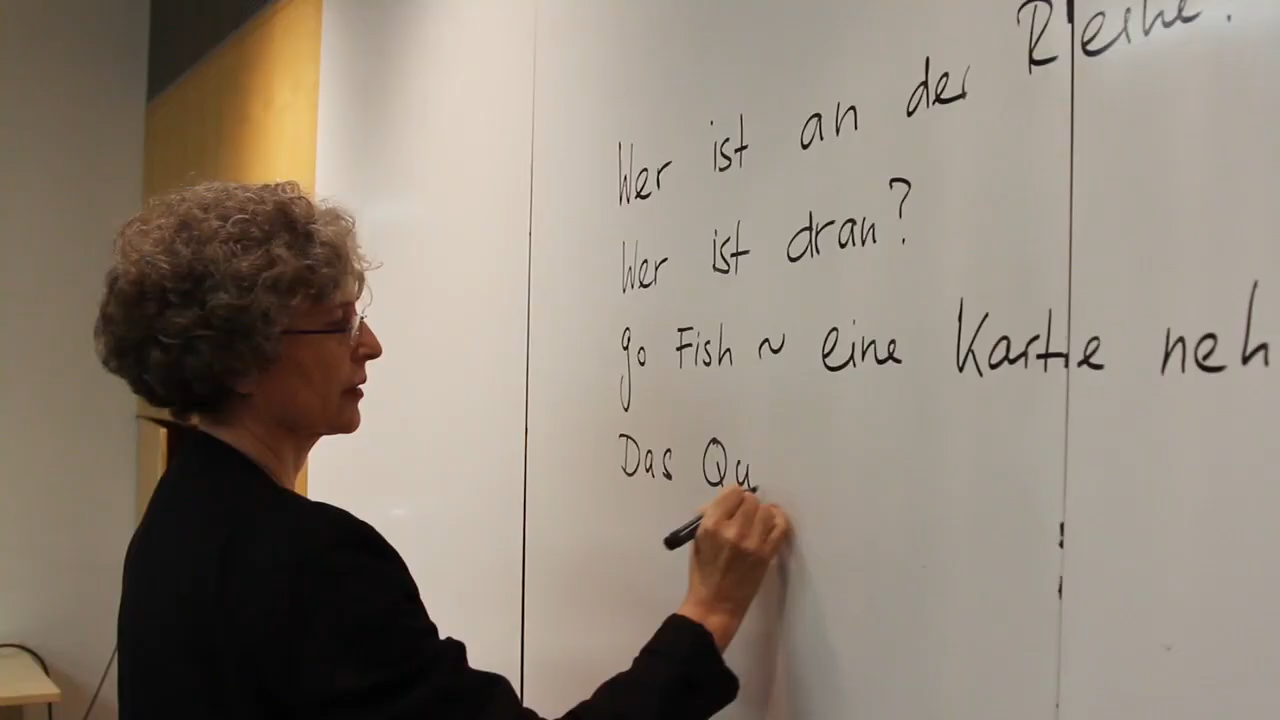 Wer ist an der Reihe?
Wer ist dran?
go Fish ~ eine Karte neh
Das Qu